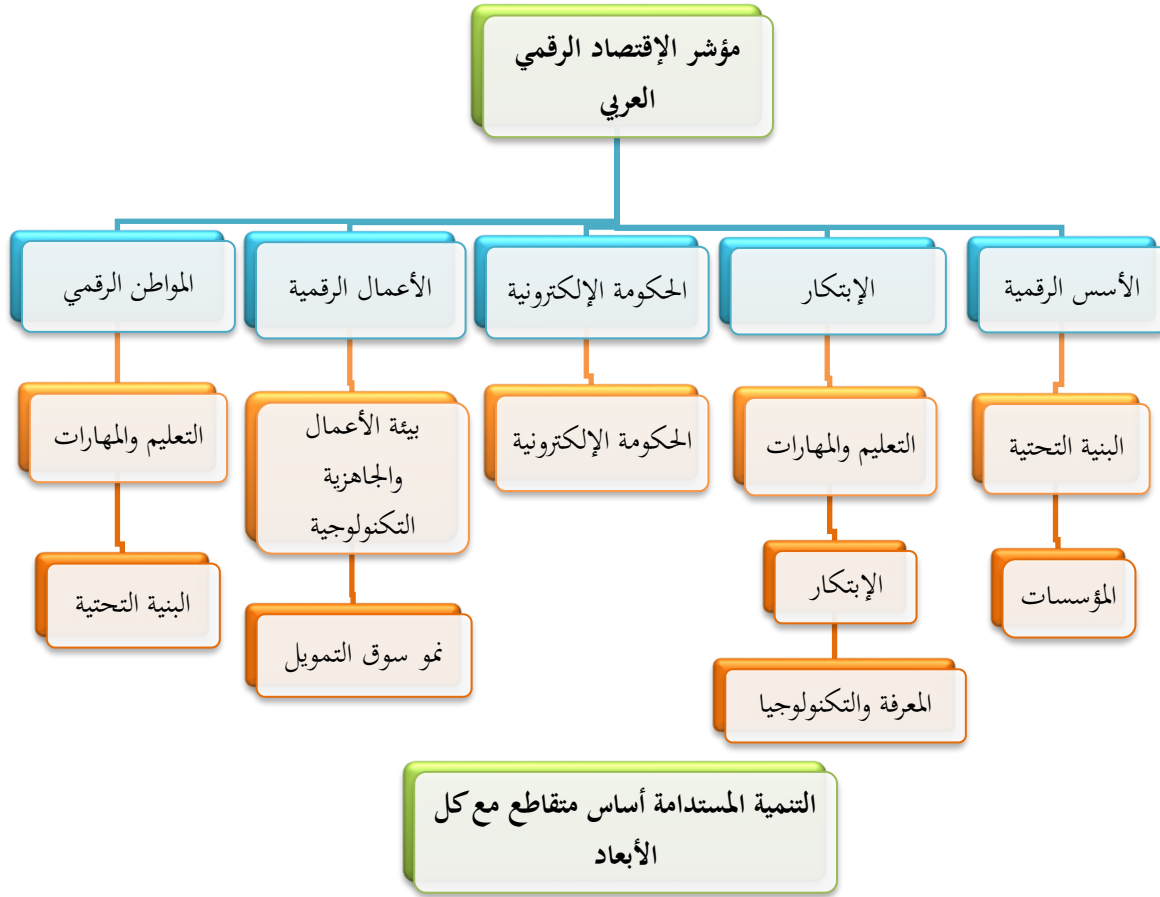 مؤشر الإقتصاد الرقمي
العربي
الأسس الرقمية
الإبتكار
الحكومة الإلكترونية
الأعمال الرقمية
المواطن الرقمي
البنية التحتية
المؤسسات
التعليم والمهارات
الإبتكار
المعرفة والتكنولوجيا
الحكومة الإلكترونية
بيئة الأعمال
والجاهزية
التكنولوجية
نمو سوق التمويل
التعليم والمهارات
البنية التحتية
التنمية المستدامة أساس متقاطع مع كل
الأبعاد